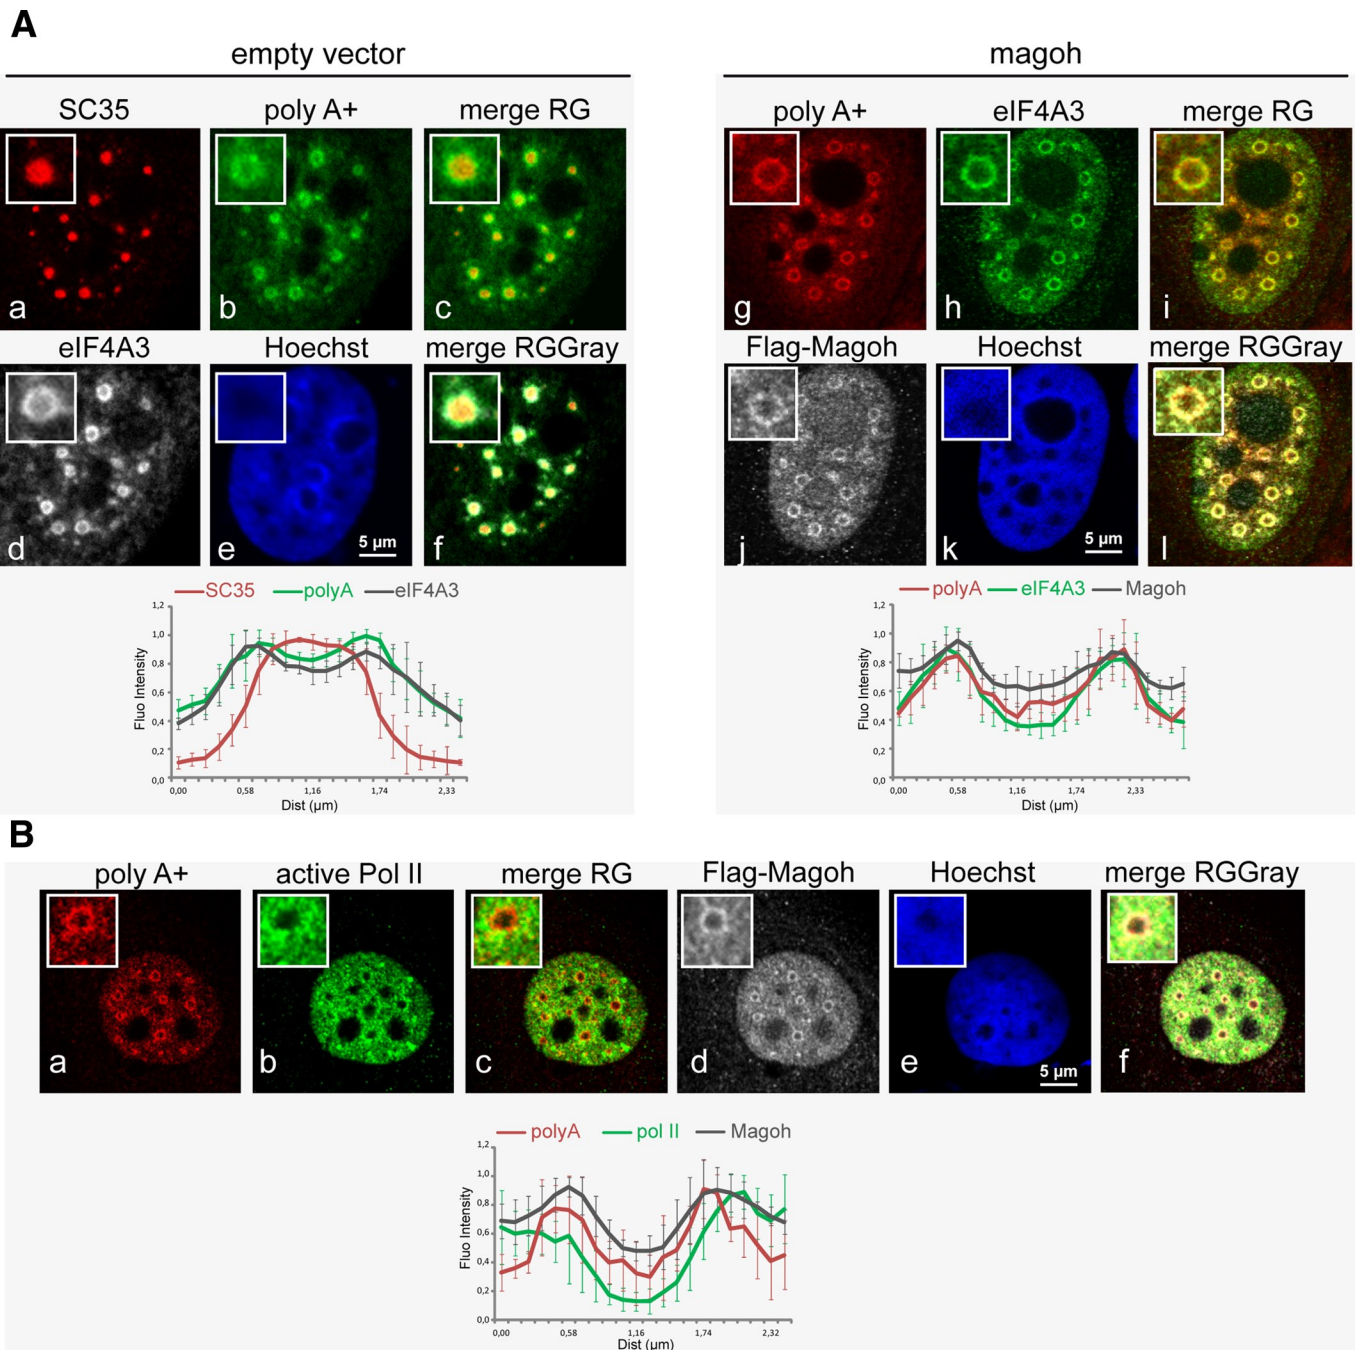 A
empty vector
magoh
SC35
poly A+
merge RG
poly A+
eIF4A3
merge RG
a
b
c
g
h
i
eIF4A3
Hoechst
merge RGGray
Flag-Magoh
Hoechst
merge RGGray
d
e
5 µm
f
j
k
5 µm
l
SC35
polyA
eIF4A3
polyA
eIF4A3
Magoh
Fluo Intensity
1,2
1,0
0,8
0,6
0,4
0,2
0,0
0,00
0,58
1,16
1,74
2,33
Dist (µm)
Fluo Intensity
1,2
1,0
0,8
0,6
0,4
0,2
0,0
0,00
0,58
1,16
1,74
2,33
Dist (µm)
B
poly A+
active Pol II
merge RG
Flag-Magoh
Hoechst
merge RGGray
a
b
c
d
e
5 µm
f
polyA
pol II
Magoh
Fluo Intensity
1,2
1,0
0,8
0,6
0,4
0,2
0,0
0,00
0,58
1,16
1,74
2,32
Dist (µm)